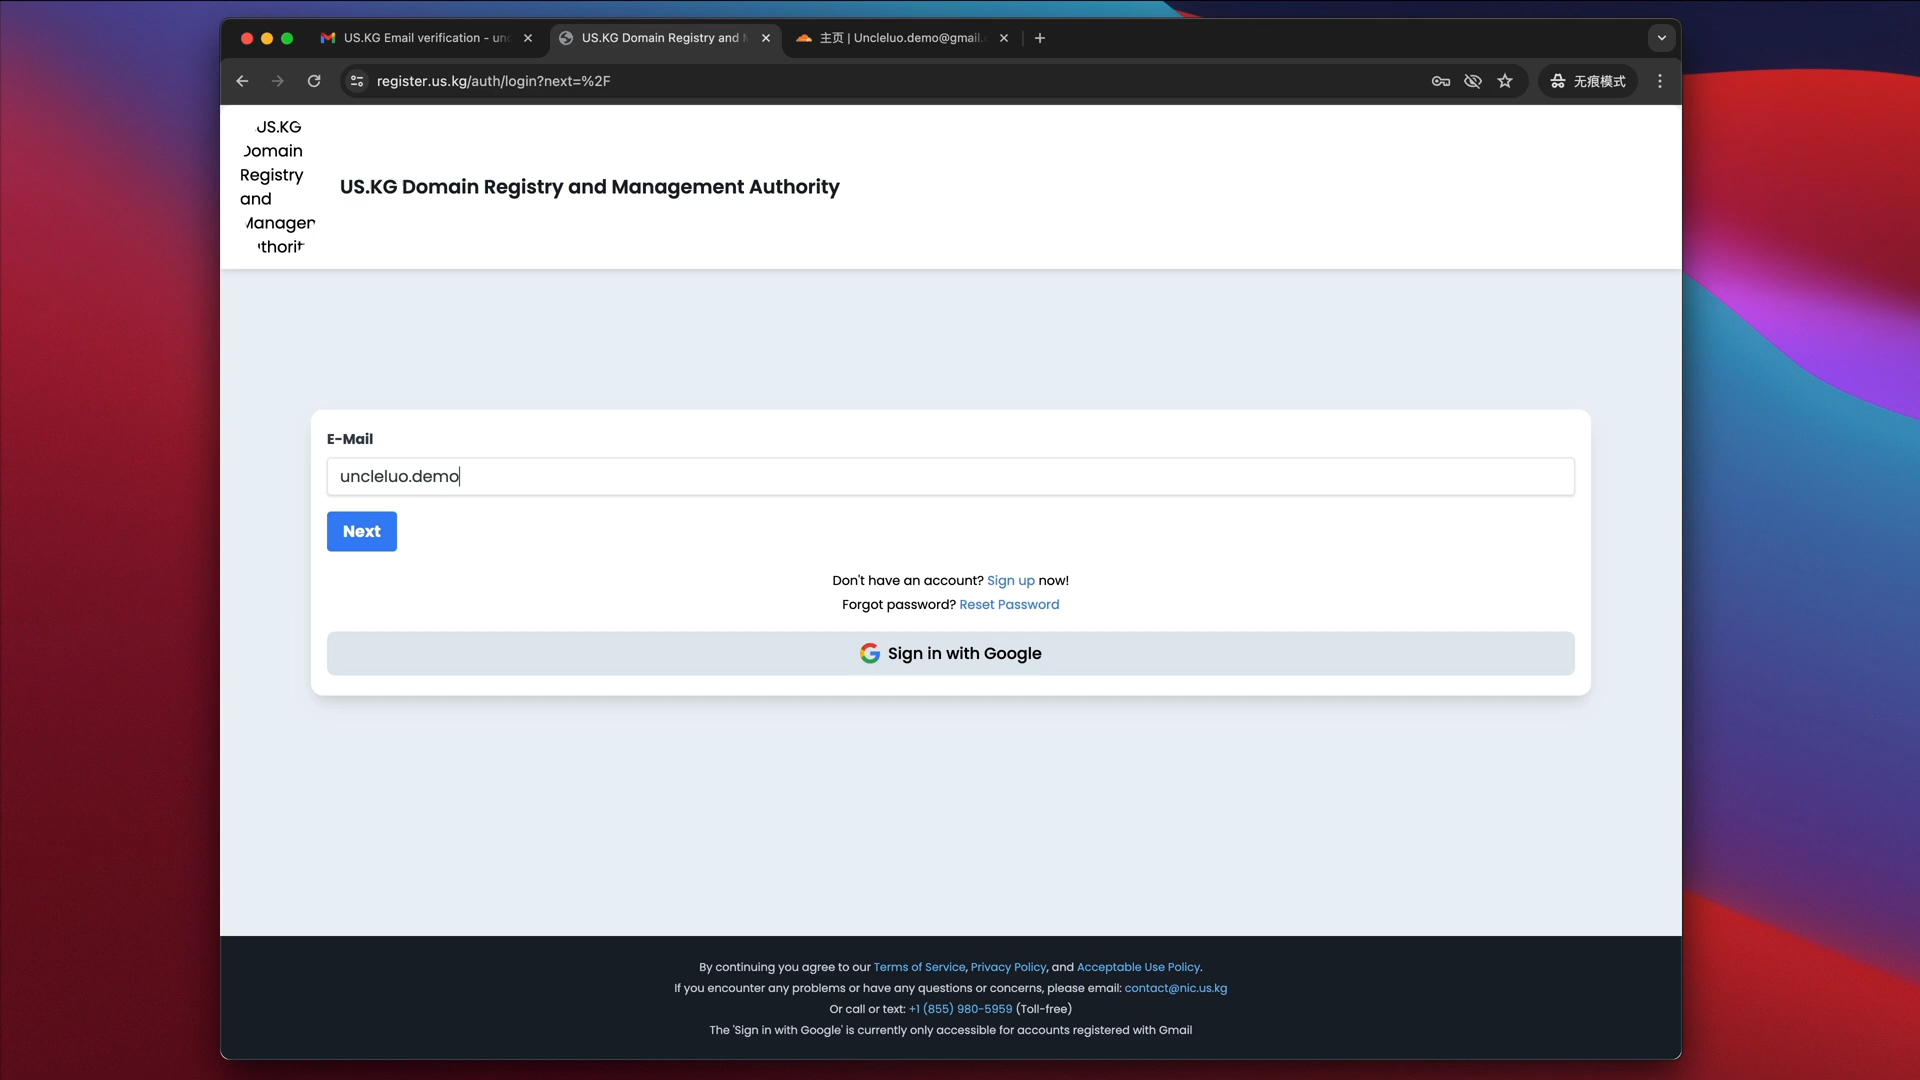 US.KG Email verification - unc
US.KG Domain Registry and M
主页 | Uncleluo.demo@gmail.c
register.us.kg/auth/login?next=%2F
无痕模式
US.KG
Domain
Registry
and
Managem
uthorit
US.KG Domain Registry and Management Authority
E-Mail
uncleluo.demo
Next
Don't have an account? Sign up now!
Forgot password? Reset Password
Sign in with Google
By continuing you agree to our Terms of Service, Privacy Policy, and Acceptable Use Policy.
If you encounter any problems or have any questions or concerns, please email: contact@nic.us.kg
Or call or text: +1 (855) 980-5959 (Toll-free)
The 'Sign in with Google' is currently only accessible for accounts registered with Gmail